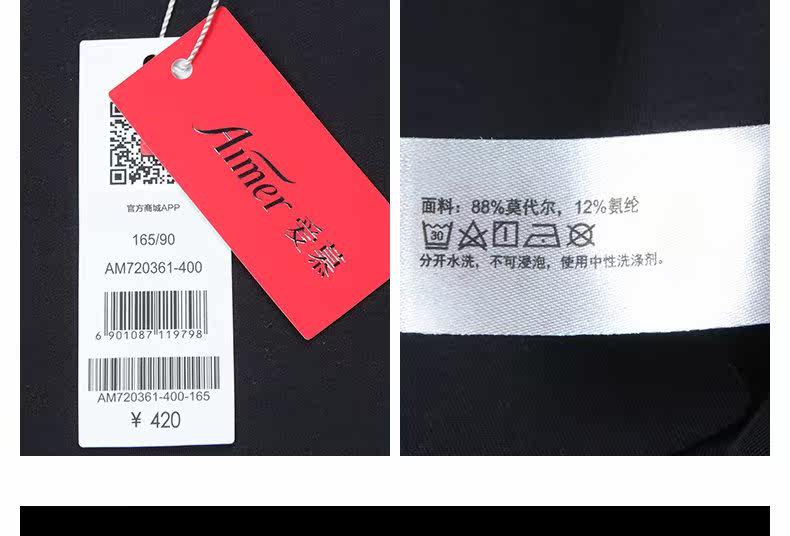 Aimer 爱慕
官方商城APP
165/90
AM720361-400
6 901087 119798
AM720361-400-165
¥ 420
面料：88%莫代尔，12%氨纶
30
分开水洗，不可浸泡，使用中性洗涤剂。